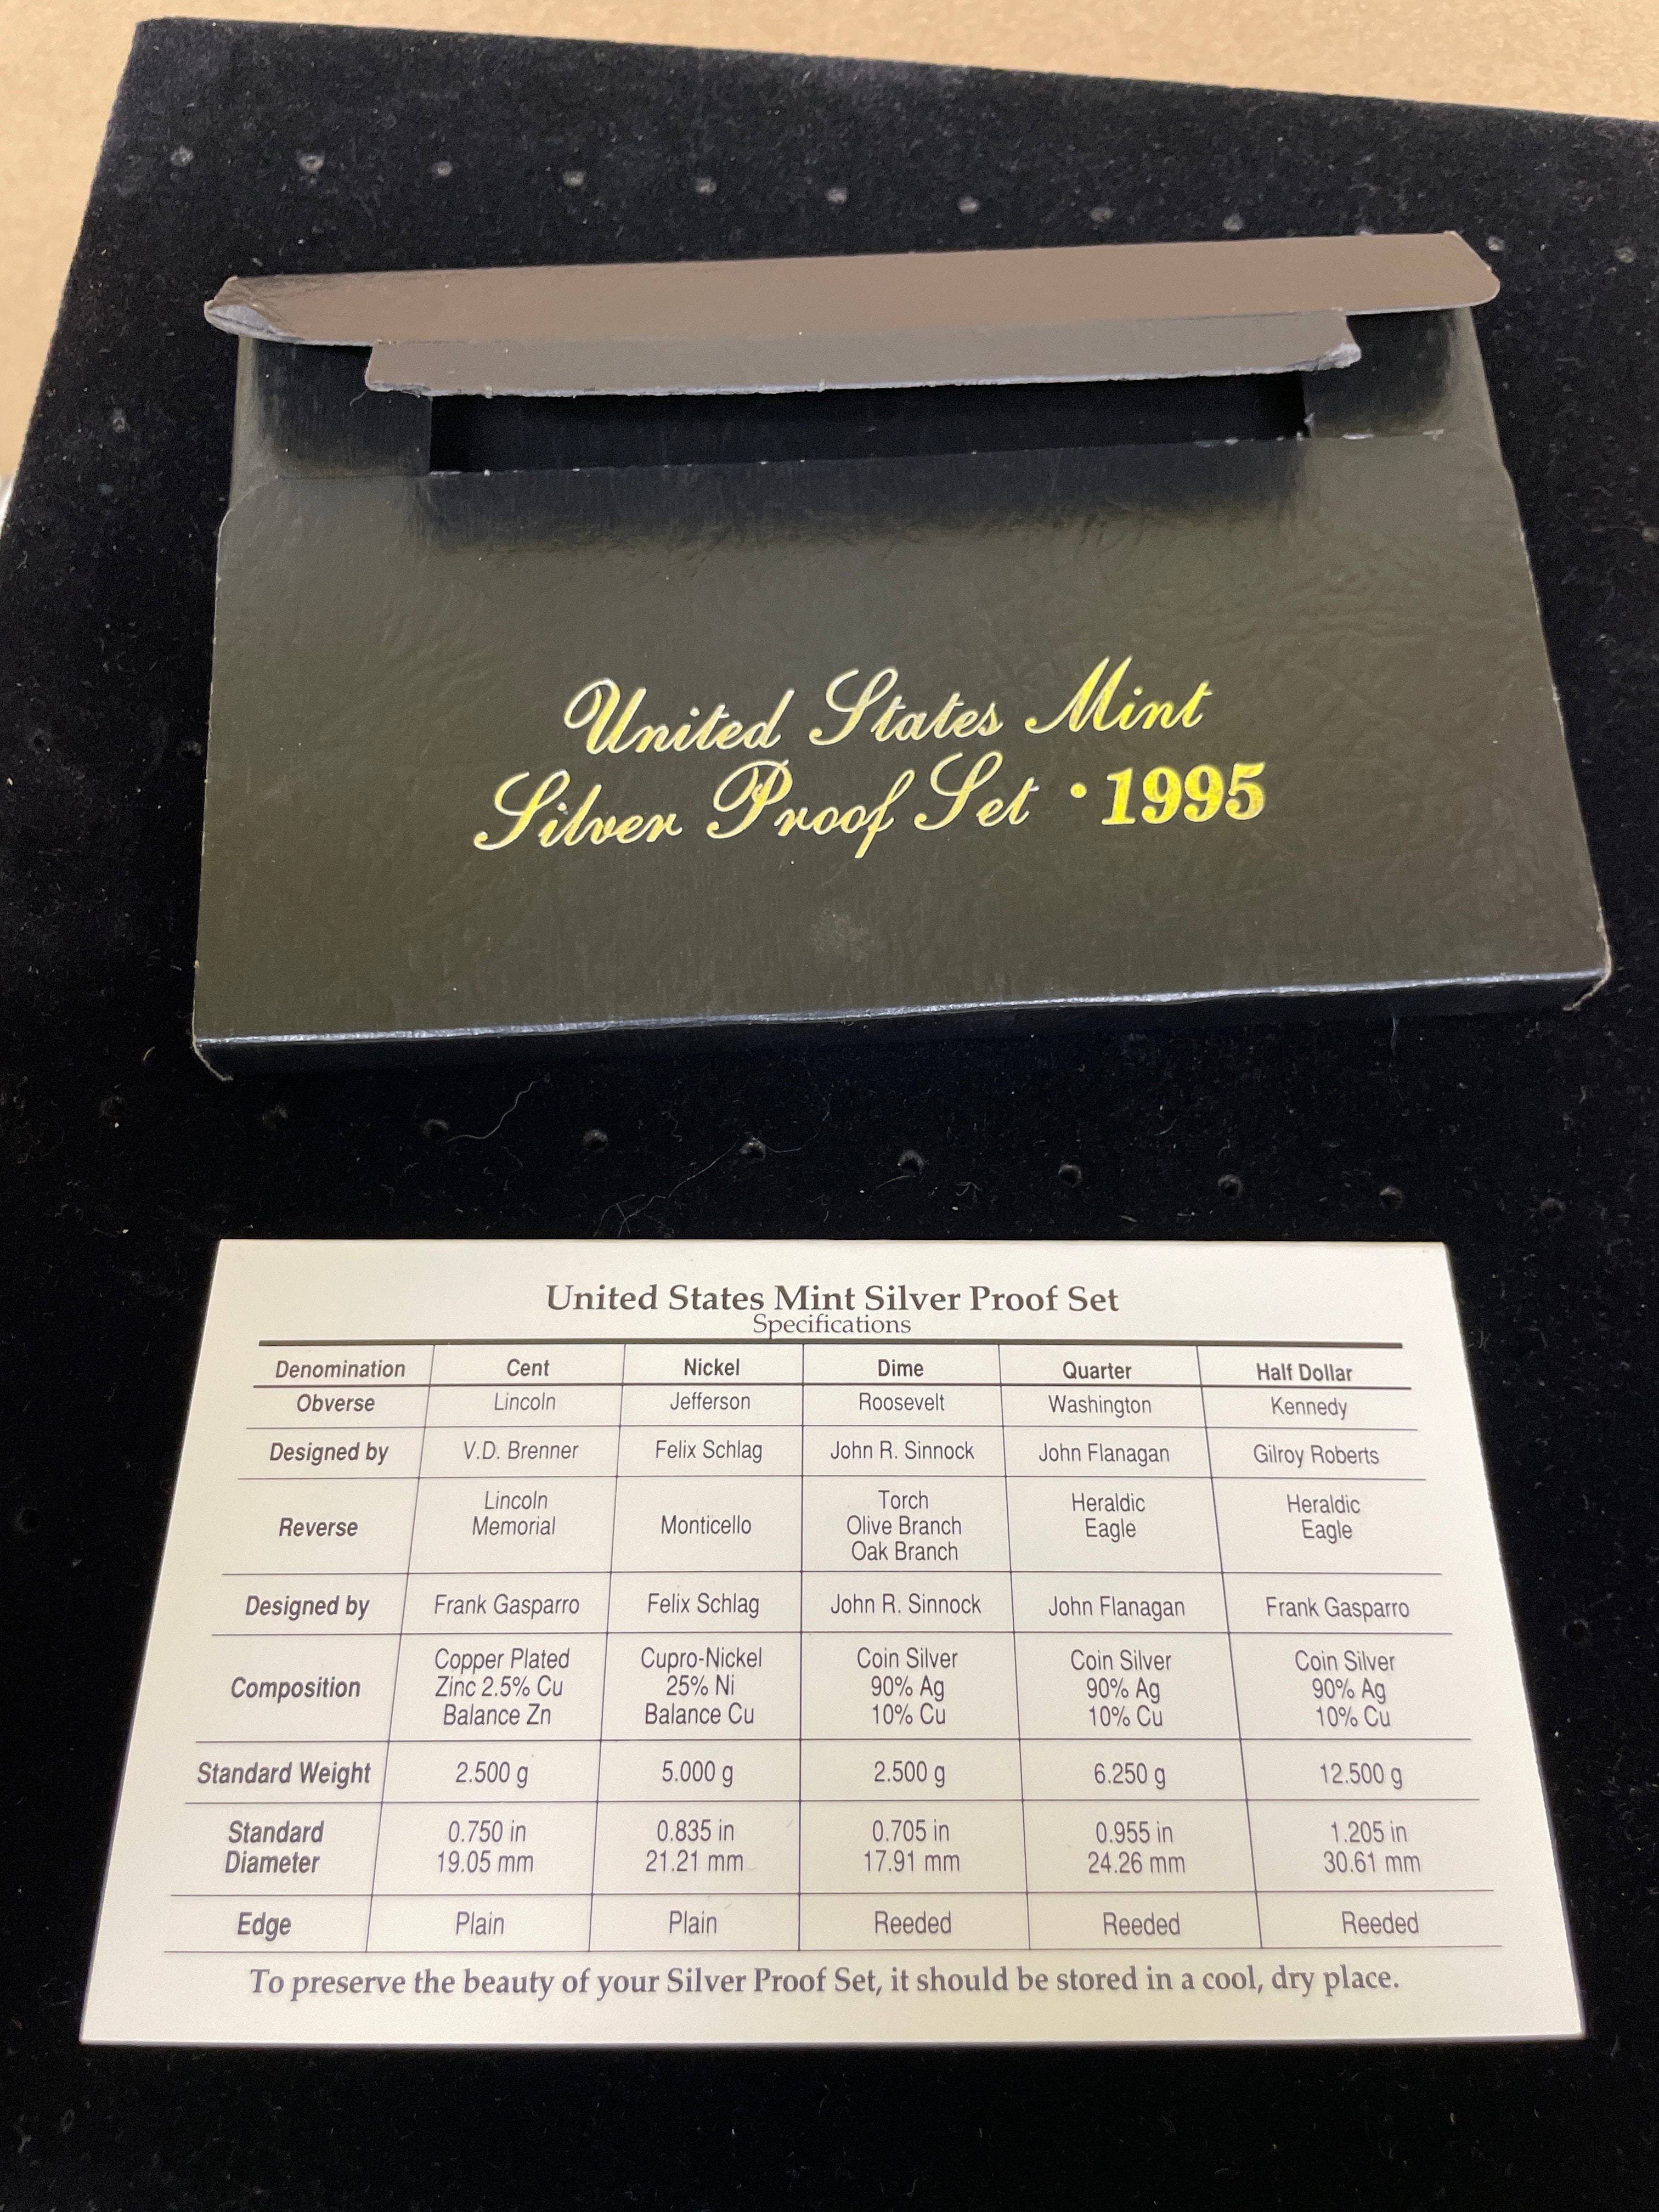 United States Mint
Silver Proof Set • 1995
United States Mint Silver Proof Set
Specifications
Denomination Cent Nickel Dime Quarter Half Dollar
Obverse Lincoln Jefferson Roosevelt Washington Kennedy
Designed by V.D. Brenner Felix Schlag John R. Sinnock John Flanagan Gilroy Roberts
Reverse Lincoln Memorial Monticello Torch Olive Branch Oak Branch Heraldic Eagle Heraldic Eagle
Designed by Frank Gasparro Felix Schlag John R. Sinnock John Flanagan Frank Gasparro
Composition Copper Plated Zinc 2.5% Cu Balance Zn Cupro-Nickel 25% Ni Balance Cu Coin Silver 90% Ag 10% Cu Coin Silver 90% Ag 10% Cu Coin Silver 90% Ag 10% Cu
Standard Weight 2.500 g 5.000 g 2.500 g 6.250 g 12.500 g
Standard Diameter 0.750 in 19.05 mm 0.835 in 21.21 mm 0.705 in 17.91 mm 0.955 in 24.26 mm 1.205 in 30.61 mm
Edge Plain Plain Reeded Reeded Reeded
To preserve the beauty of your Silver Proof Set, it should be stored in a cool, dry place.